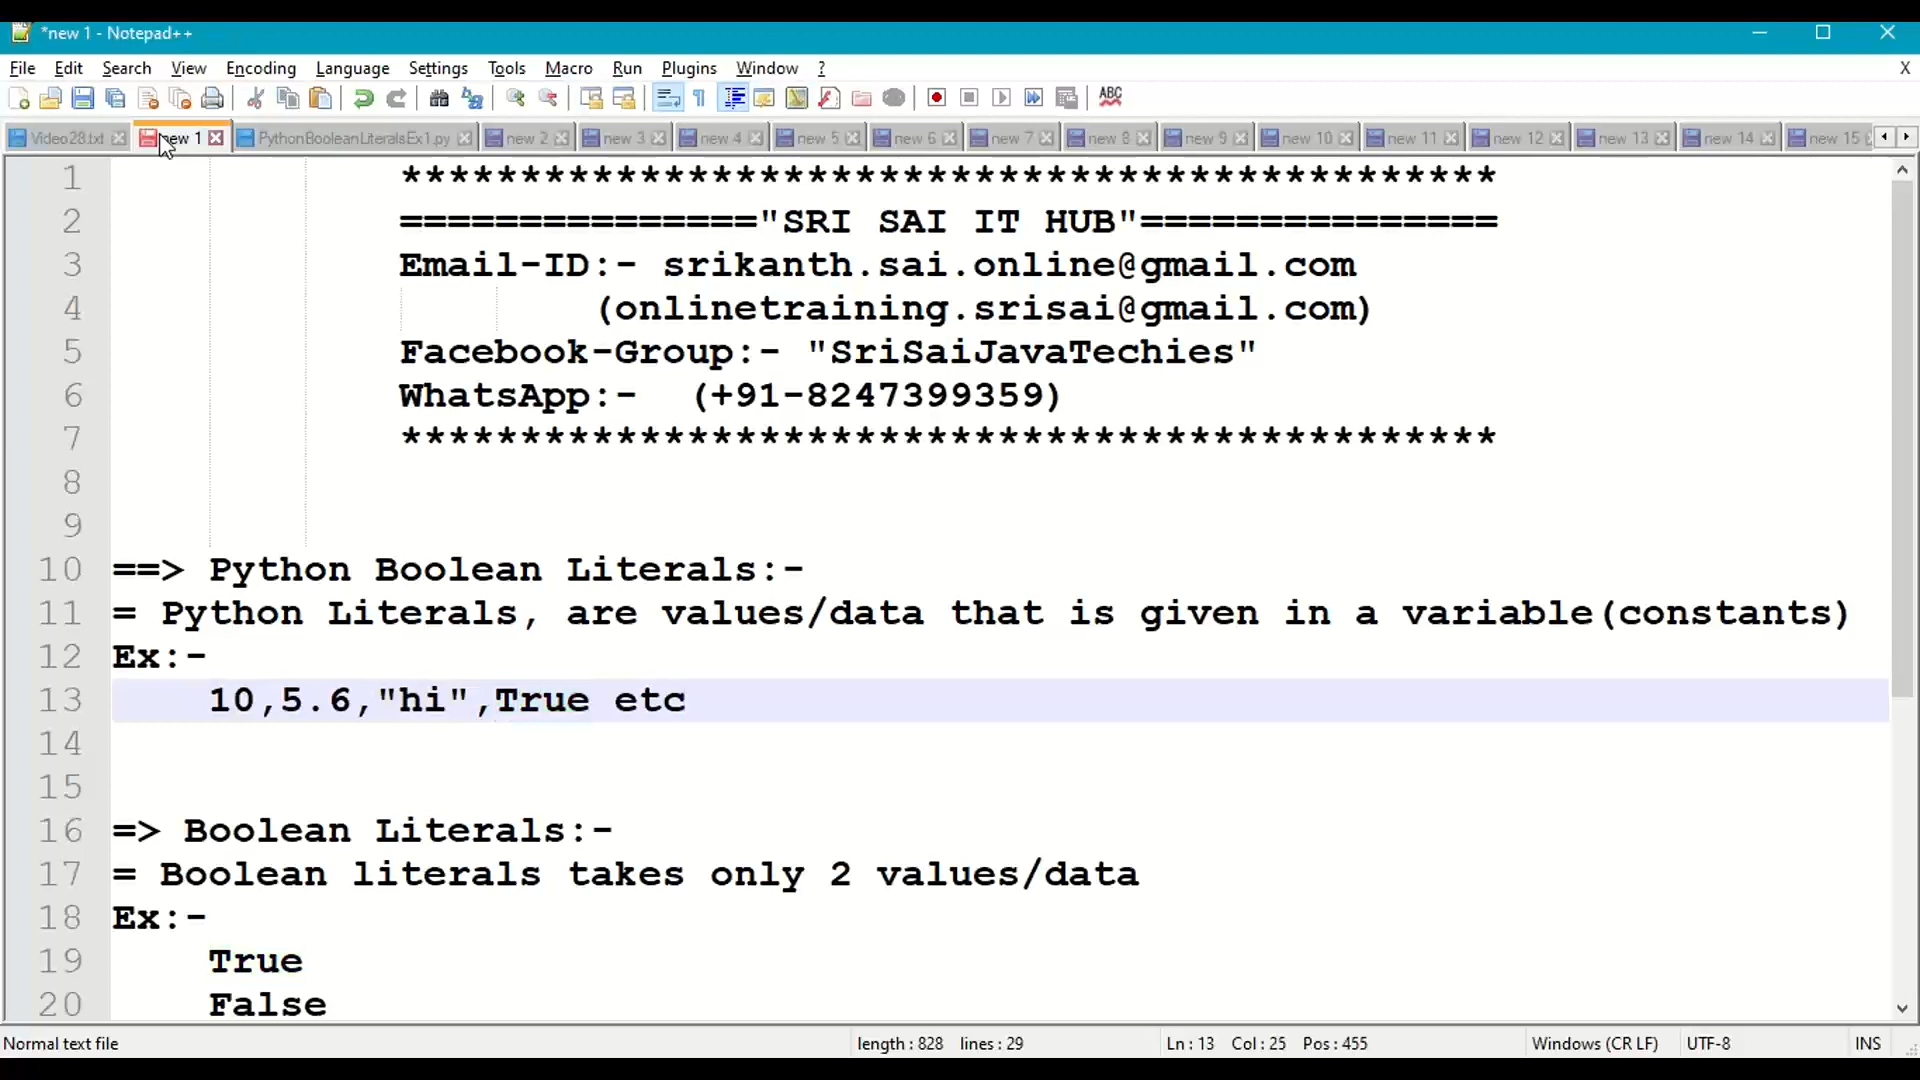 *new 1 - Notepad++
File Edit Search View Encoding Language Settings Tools Macro Run Plugins Window ? X
ABC
Video28.txt new 1 PythonBooleanLiteralsEx1.py new 2 new 3 new 4 new 5 new 6 new 7 new 8 new 9 new 10 new 11 new 12 new 13 new 14 new 15
1 **********************************************
2 ==============="SRI SAI IT HUB"===============
3 Email-ID:- srikanth.sai.online@gmail.com
4 (onlinetraining.srisai@gmail.com)
5 Facebook-Group:- "SriSaiJavaTechies"
6 WhatsApp:- (+91-8247399359)
7 **********************************************
8
9
10 ==> Python Boolean Literals:-
11 = Python Literals, are values/data that is given in a variable(constants)
12 Ex:-
13 10,5.6,"hi",True etc
14
15
16 => Boolean Literals:-
17 = Boolean literals takes only 2 values/data
18 Ex:-
19 True
20 False
Normal text file length : 828 lines : 29 Ln : 13 Col : 25 Pos : 455 Windows (CR LF) UTF-8 INS